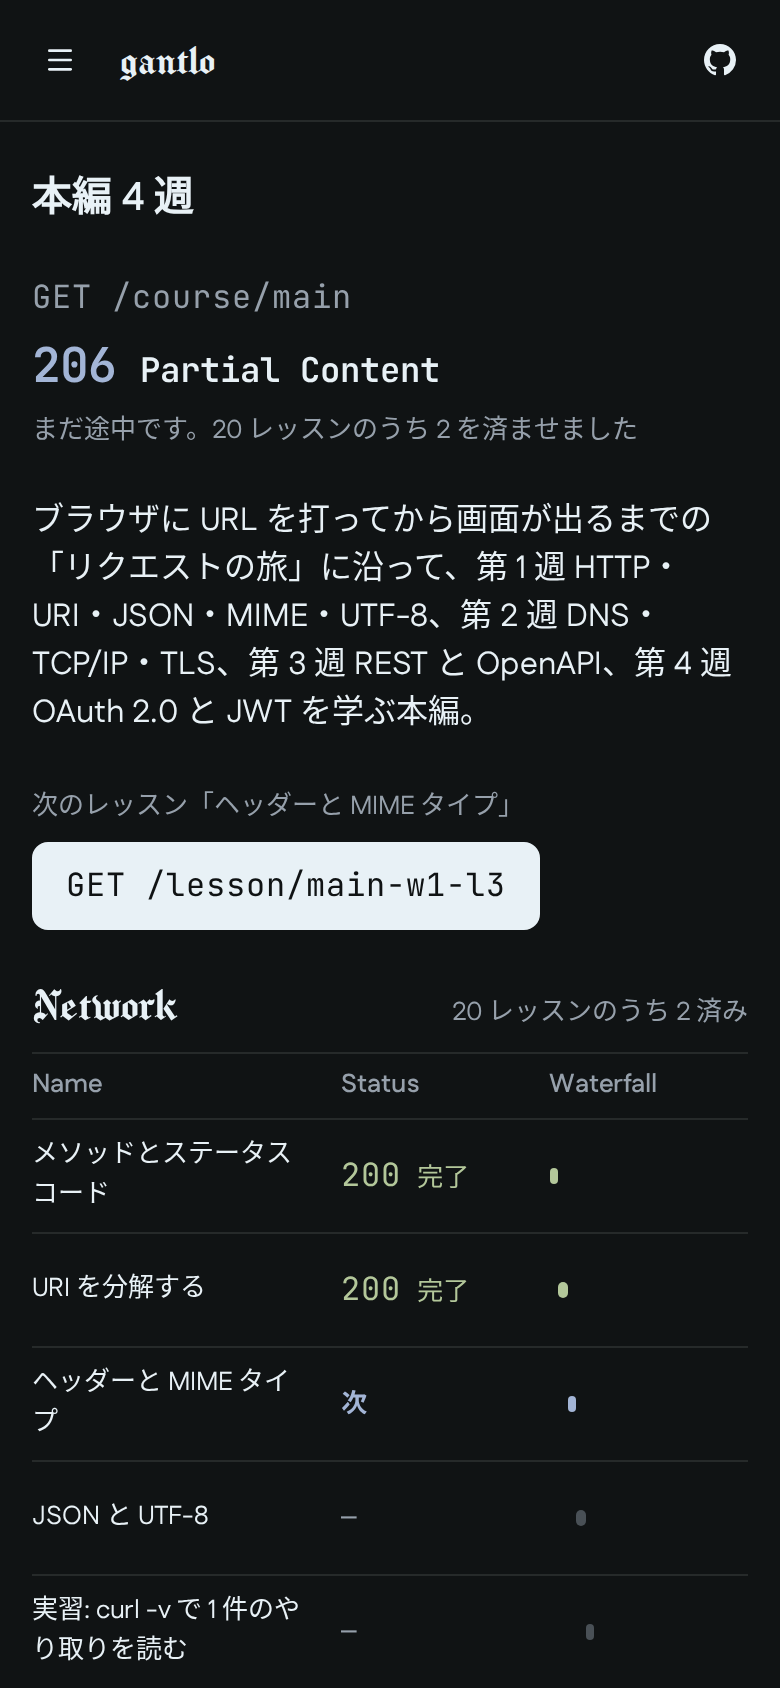 gantlo
本編 4 週
GET /course/main
206 Partial Content
まだ途中です。20 レッスンのうち 2 を済ませました
ブラウザに URL を打ってから画面が出るまでの
「リクエストの旅」に沿って、第 1 週 HTTP・
URI・JSON・MIME・UTF-8、第 2 週 DNS・
TCP/IP・TLS、第 3 週 REST と OpenAPI、第 4 週
OAuth 2.0 と JWT を学ぶ本編。
次のレッスン「ヘッダーと MIME タイプ」
GET /lesson/main-w1-l3
Network 20 レッスンのうち 2 済み
Name Status Waterfall
メソッドとステータス
コード
200 完了
URI を分解する 200 完了
ヘッダーと MIME タイ
プ
次
JSON と UTF-8 –
実習: curl -v で 1 件のや
り取りを読む
–